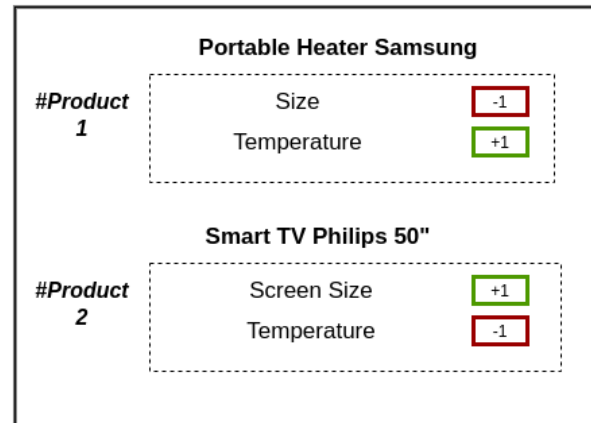 Portable Heater Samsung
#Product
1
Size -1
Temperature +1
Smart TV Philips 50"
#Product
2
Screen Size +1
Temperature -1